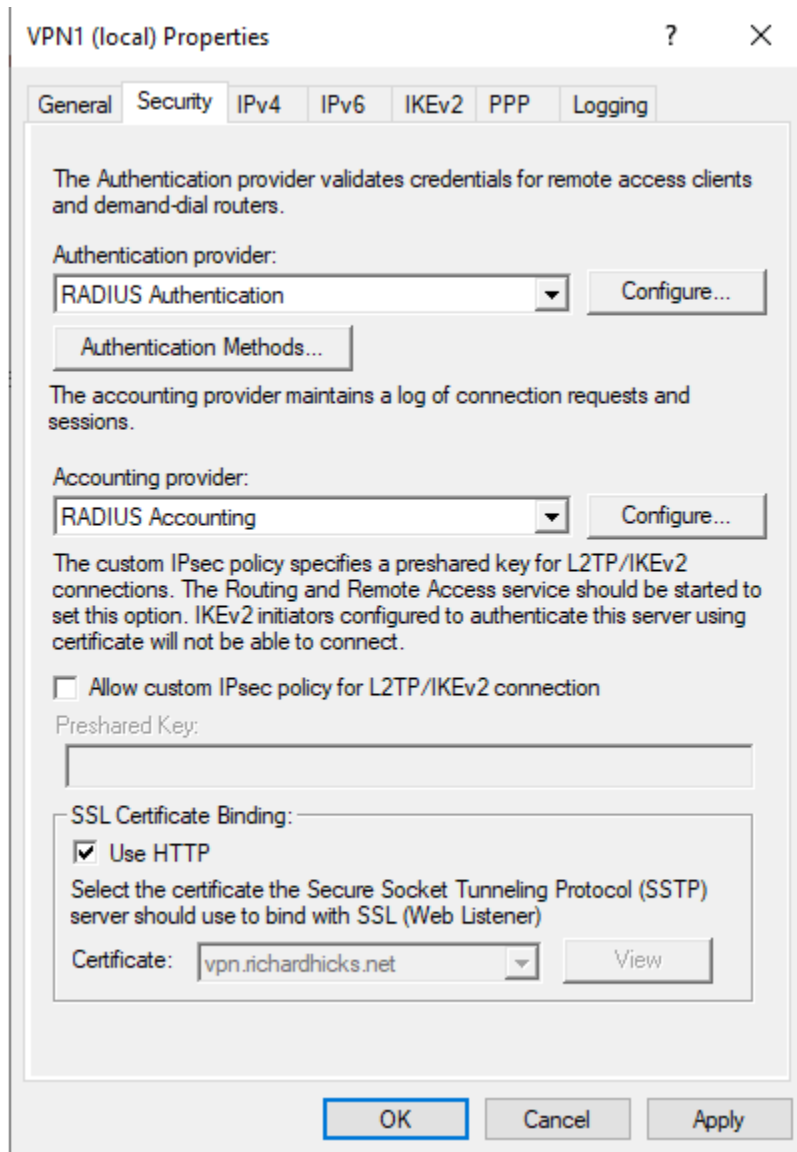 VPN1 (local) Properties
General Security IPv4 IPv6 IKEv2 PPP Logging
The Authentication provider validates credentials for remote access clients
and demand-dial routers.
Authentication provider:
RADIUS Authentication Configure...
Authentication Methods...
The accounting provider maintains a log of connection requests and
sessions.
Accounting provider:
RADIUS Accounting Configure...
The custom IPsec policy specifies a preshared key for L2TP/IKEv2
connections. The Routing and Remote Access service should be started to
set this option. IKEv2 initiators configured to authenticate this server using
certificate will not be able to connect.
Allow custom IPsec policy for L2TP/IKEv2 connection
Preshared Key:
SSL Certificate Binding:
Use HTTP
Select the certificate the Secure Socket Tunneling Protocol (SSTP)
server should use to bind with SSL (Web Listener)
Certificate: vpn.richardhicks.net View
OK Cancel Apply